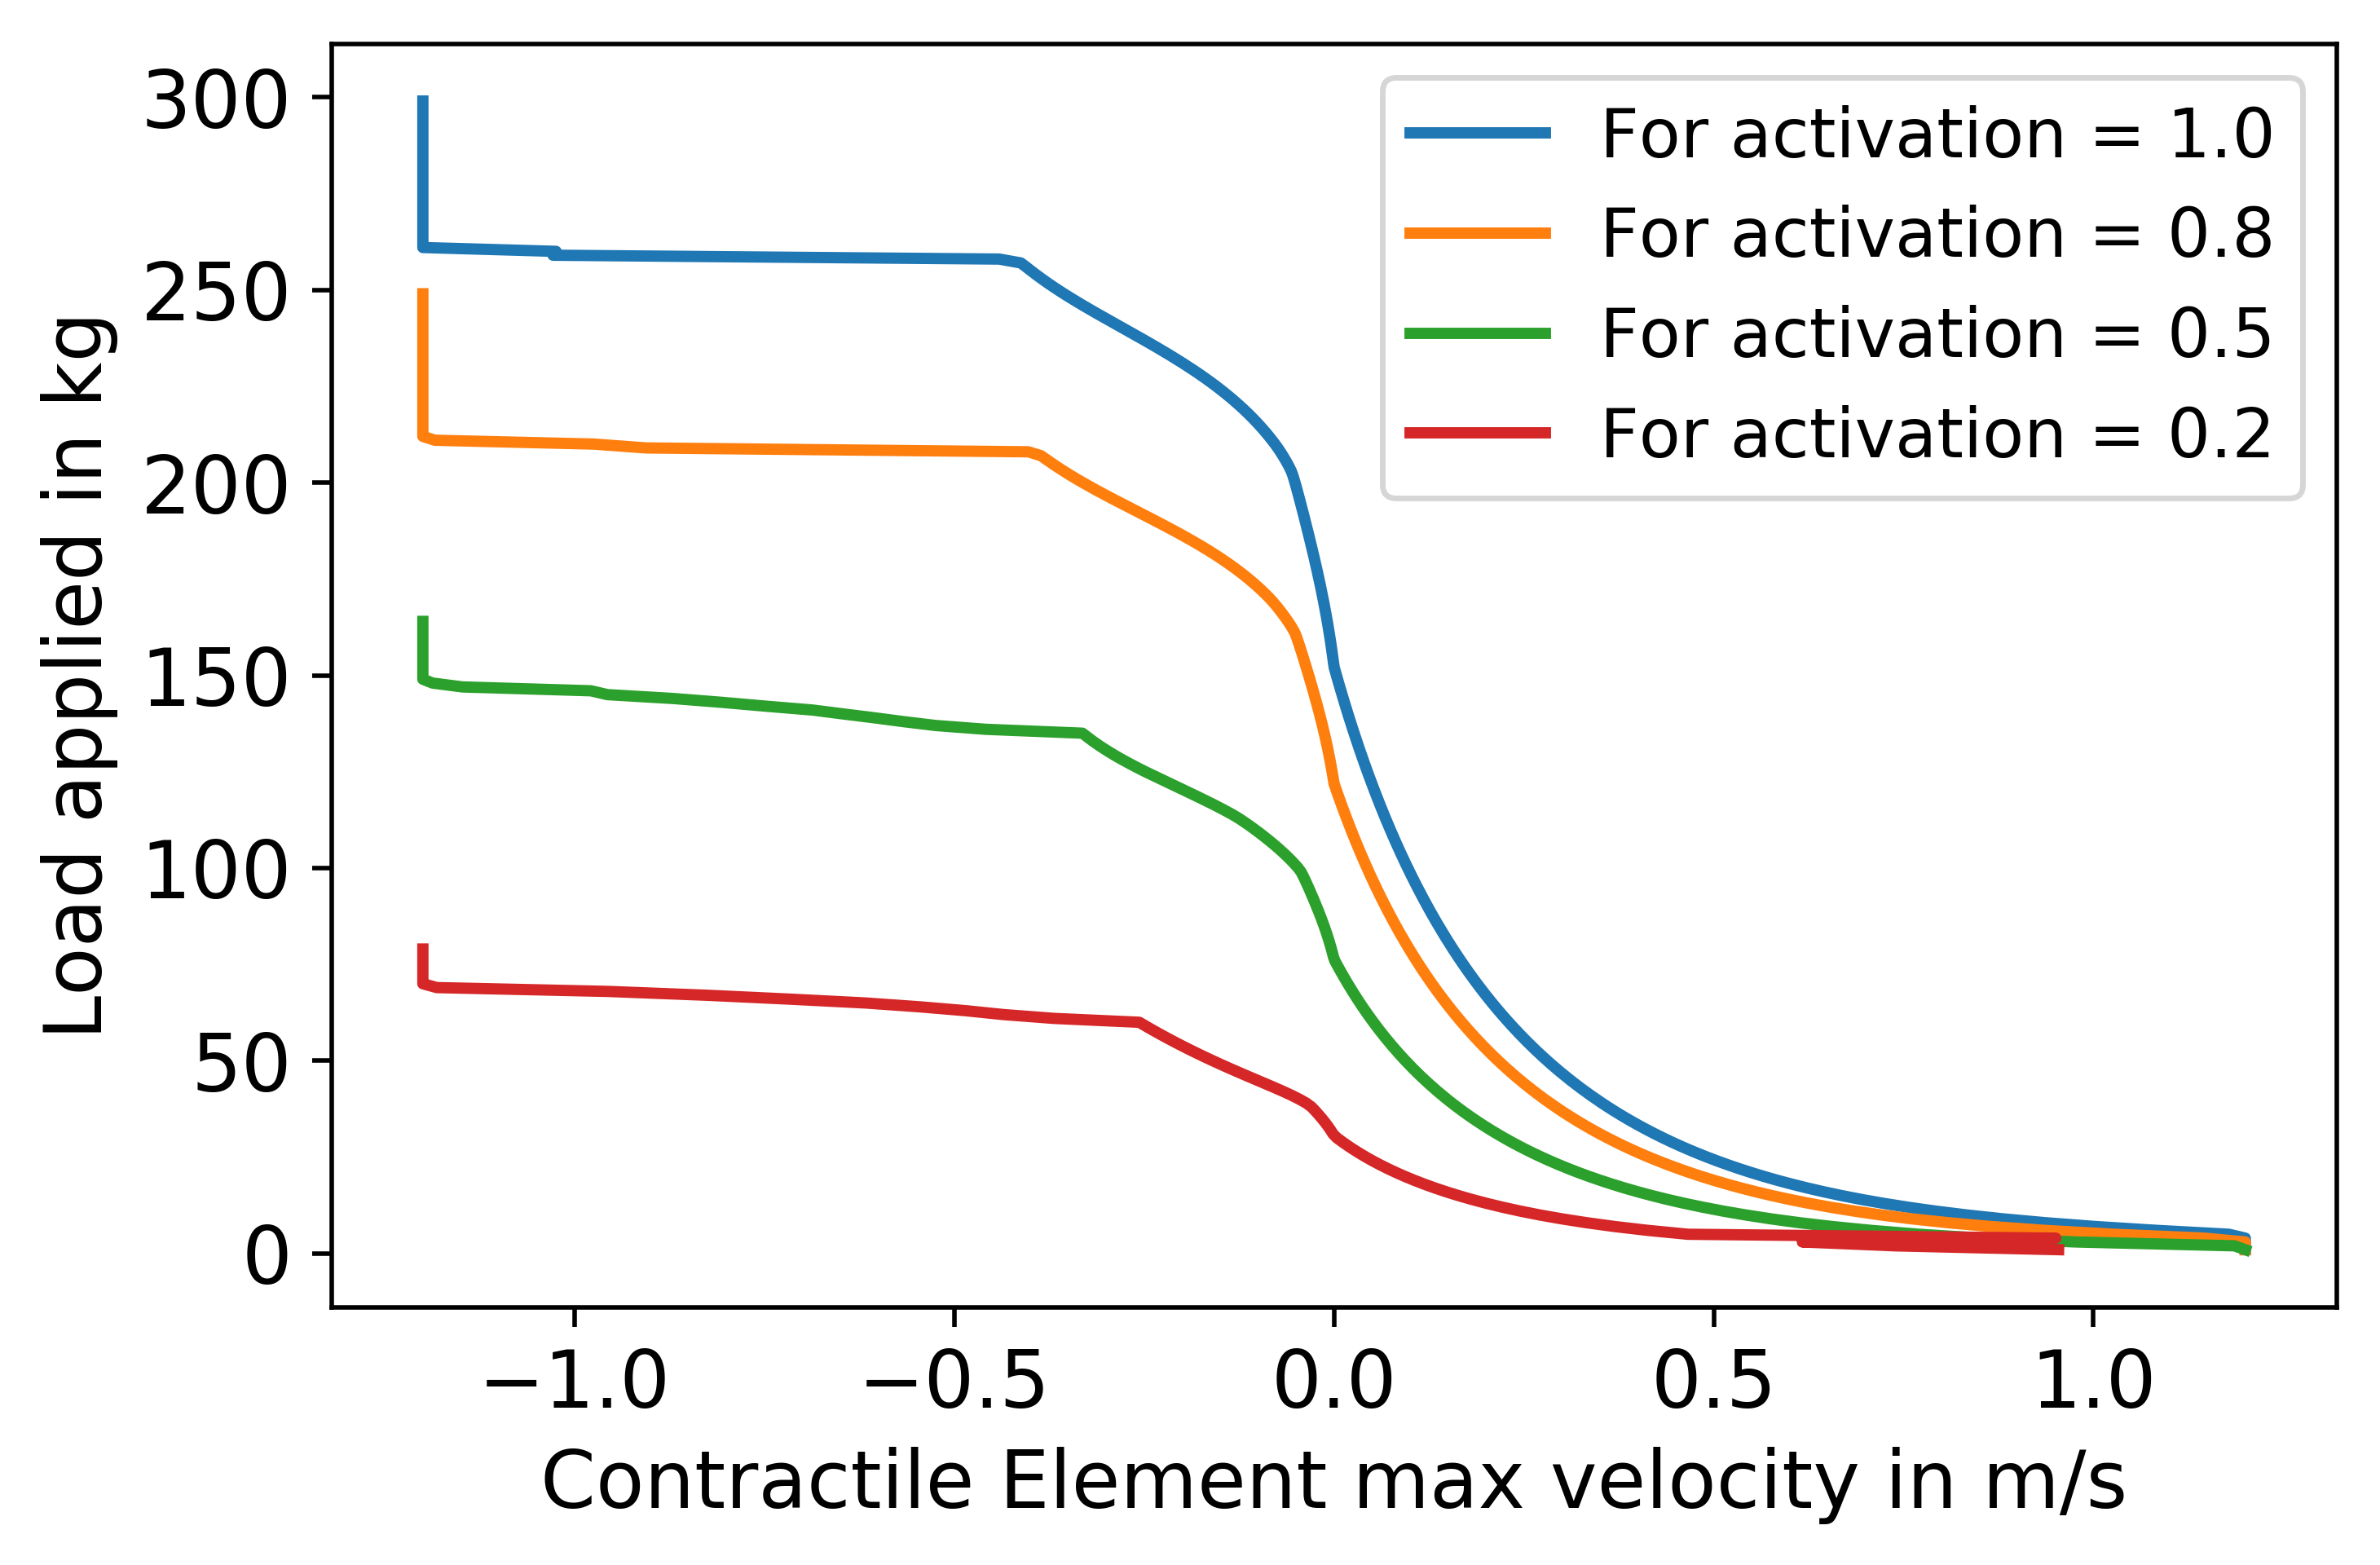 300
250
200
150
100
50
0
Load applied in kg
For activation = 1.0
For activation = 0.8
For activation = 0.5
For activation = 0.2
−1.0
−0.5
0.0
0.5
1.0
Contractile Element max velocity in m/s